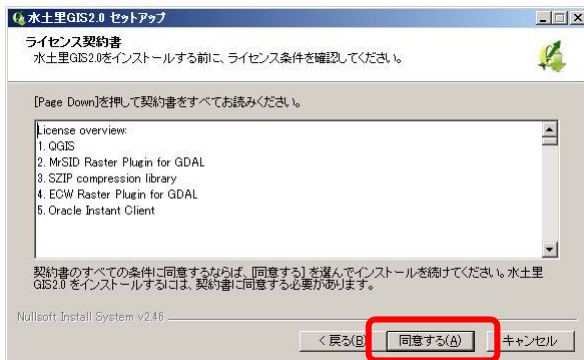 水土里GIS2.0 セットアップ
ライセンス契約書
水土里GIS2.0をインストールする前に、ライセンス条件を確認してください。
[Page Down]を押して契約書をすべてお読みください。
License overview:
1. QGIS
2. MrSID Raster Plugin for GDAL
3. SZIP compression library
4. ECW Raster Plugin for GDAL
5. Oracle Instant Client
契約書のすべての条件に同意するならば、[同意する] を選んでインストールを続けてください。水土里
GIS2.0 をインストールするには、契約書に同意する必要があります。
Nullsoft Install System v2.46
< 戻る(B) 同意する(A) キャンセル